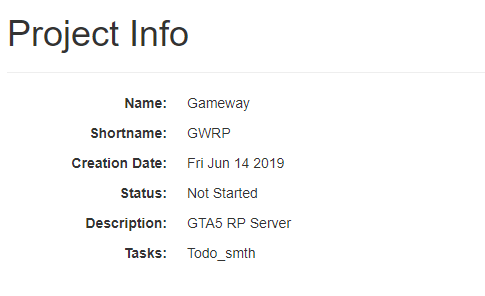 Project Info
Name: Gameway
Shortname: GWRP
Creation Date: Fri Jun 14 2019
Status: Not Started
Description: GTA5 RP Server
Tasks: Todo_smth